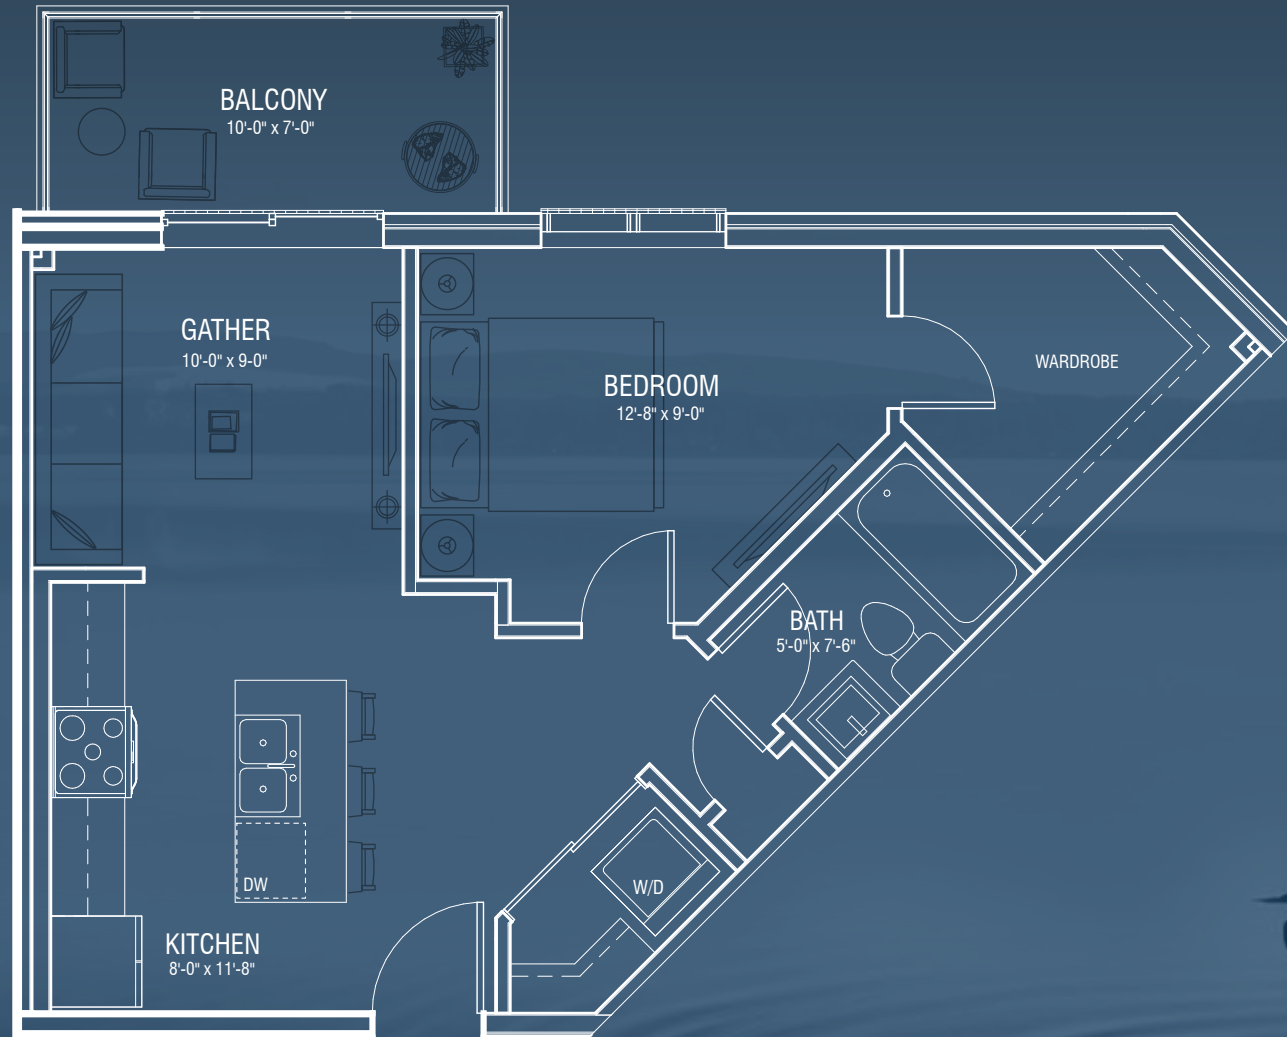 BALCONY
10'-0" x 7'-0"
GATHER
10'-0" x 9-0"
BEDROOM
12'-8" x 9'-0"
WARDROBE
BATH
5'-0" x 7'-6"
DW
W/D
KITCHEN
8'-0" x 11'-8"